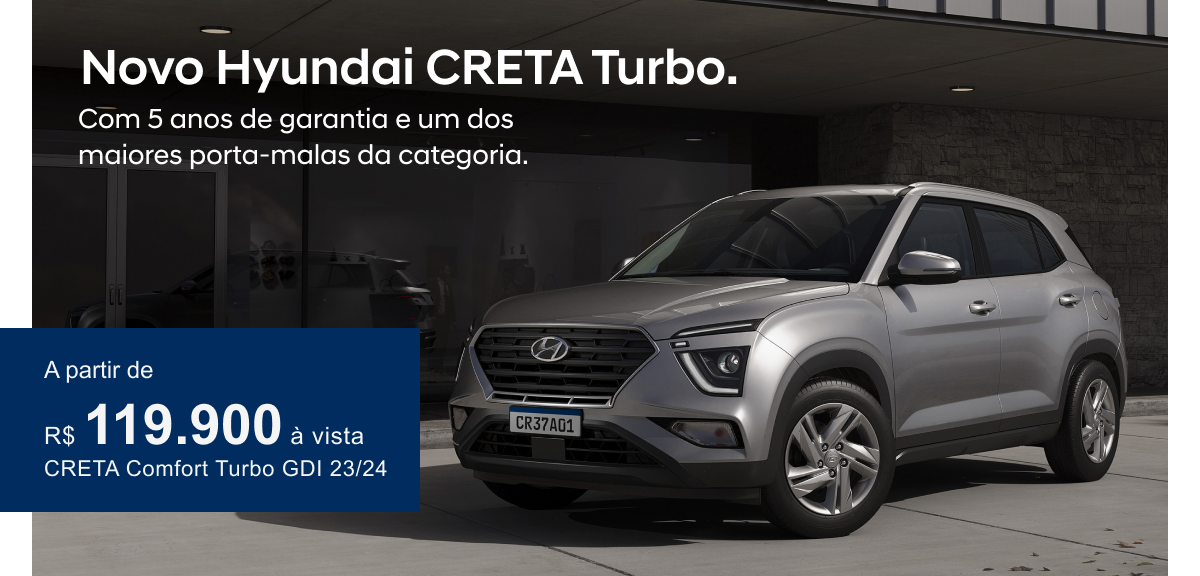 Novo Hyundai CRETA Turbo.
Com 5 anos de garantia e um dos
maiores porta-malas da categoria.
A partir de
R$ 119.900 à vista
CRETA Comfort Turbo GDI 23/24
CR37A01